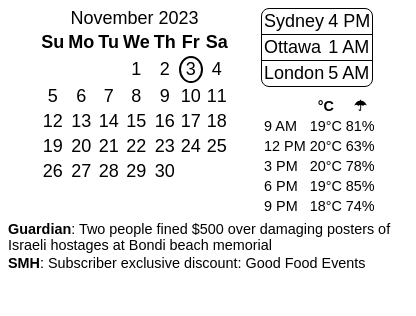 November 2023
Su Mo Tu We Th Fr Sa
1 2 3 4
5 6 7 8 9 10 11
12 13 14 15 16 17 18
19 20 21 22 23 24 25
26 27 28 29 30
Sydney 4 PM
Ottawa 1 AM
London 5 AM
°C ☂
9 AM 19°C 81%
12 PM 20°C 63%
3 PM 20°C 78%
6 PM 19°C 85%
9 PM 18°C 74%
Guardian: Two people fined $500 over damaging posters of
Israeli hostages at Bondi beach memorial
SMH: Subscriber exclusive discount: Good Food Events